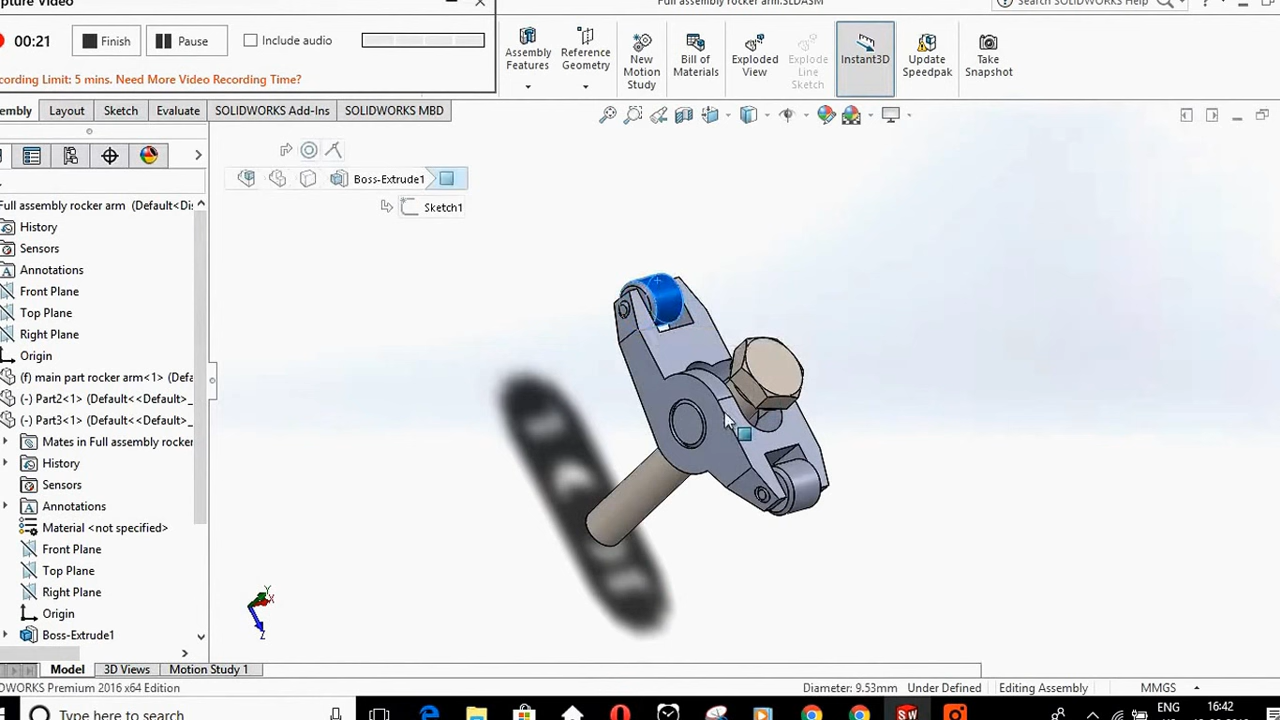 pture Video
Full assembly rocker arm.SLDASM
Search SOLIDWORKS Help
00:21
Finish
Pause
Include audio
cording Limit: 5 mins. Need More Video Recording Time?
Assembly Features
Reference Geometry
New Motion Study
Bill of Materials
Exploded View
Explode Line Sketch
Instant3D
Update Speedpak
Take Snapshot
embly
Layout
Sketch
Evaluate
SOLIDWORKS Add-Ins
SOLIDWORKS MBD
Boss-Extrude1
Sketch1
Full assembly rocker arm (Default<Di
History
Sensors
Annotations
Front Plane
Top Plane
Right Plane
Origin
(f) main part rocker arm<1> (Defa
(-) Part2<1> (Default<<Default>_
(-) Part3<1> (Default<<Default>_
Mates in Full assembly rocker
History
Sensors
Annotations
Material <not specified>
Front Plane
Top Plane
Right Plane
Origin
Boss-Extrude1
Y
X
Z
Model
3D Views
Motion Study 1
DWORKS Premium 2016 x64 Edition
Diameter: 9.53mm
Under Defined
Editing Assembly
MMGS
Type here to search
ENG
16:42